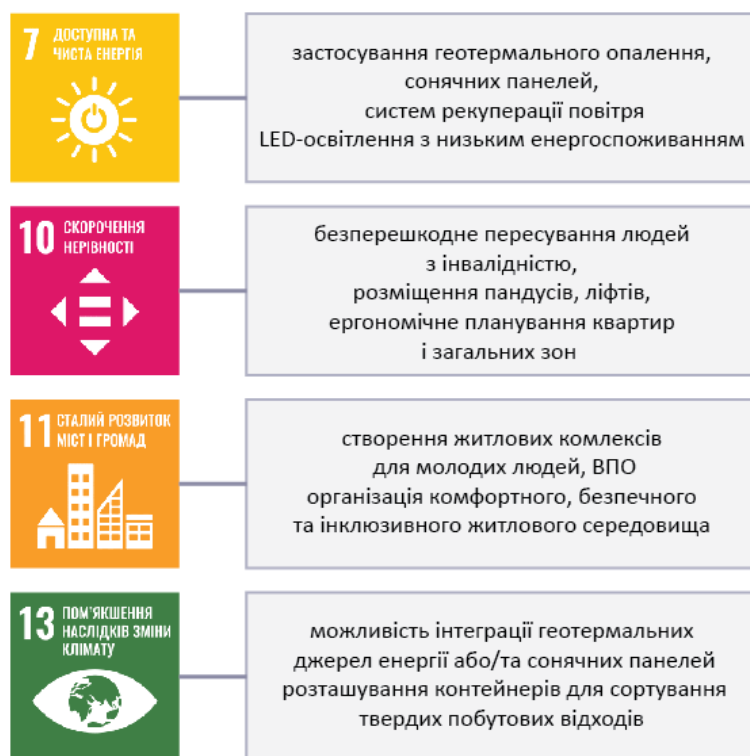 7 ДОСТУПНА ТА
ЧИСТА ЕНЕРГІЯ
застосування геотермального опалення,
сонячних панелей,
систем рекуперації повітря
LED-освітлення з низьким енергоспоживанням
10 СКОРОЧЕННЯ
НЕРІВНОСТІ
безперешкодне пересування людей
з інвалідністю,
розміщення пандусів, ліфтів,
ергономічне планування квартир
і загальних зон
11 СТАЛИЙ РОЗВИТОК
МІСТ І ГРОМАД
створення житлових комлексів
для молодих людей, ВПО
організація комфортного, безпечного
та інклюзивного житлового середовища
13 ПОМ'ЯКШЕННЯ
НАСЛІДКІВ ЗМІНИ
КЛІМАТУ
можливість інтеграції геотермальних
джерел енергії або/та сонячних панелей
розташування контейнерів для сортування
твердих побутових відходів